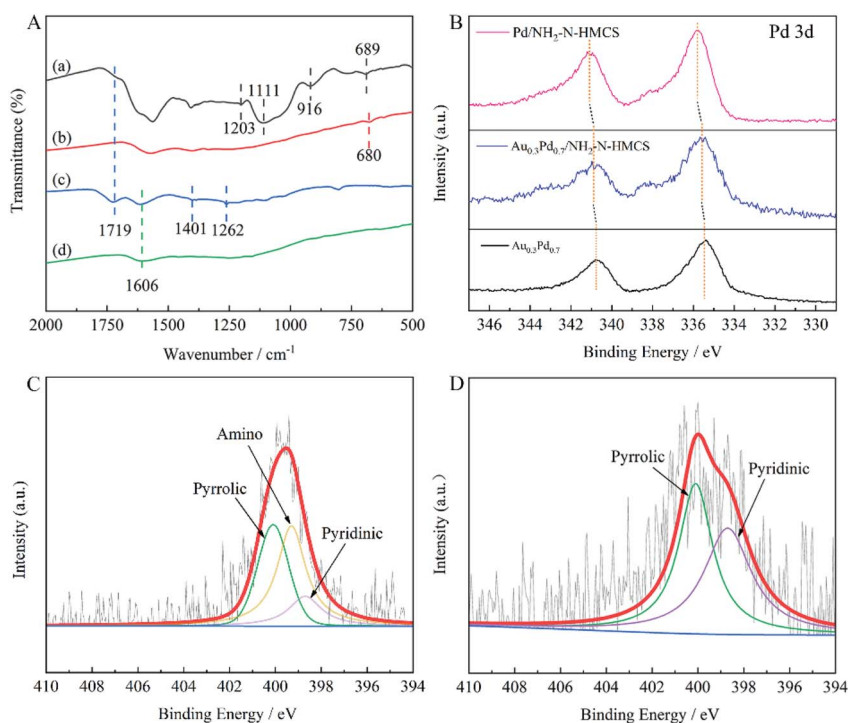 A
(a)
689
1111
916
1203
(b)
680
(c)
1719
1401 1262
(d)
1606
Transmittance (%)
2000 1750 1500 1250 1000 750 500
Wavenumber / cm⁻¹
B
Pd 3d
Pd/NH₂-N-HMCS
Au₀.₃Pd₀.₇/NH₂-N-HMCS
Au₀.₃Pd₀.₇
Intensity (a.u.)
346 344 342 340 338 336 334 332 330
Binding Energy / eV
C
Amino
Pyrrolic
Pyridinic
Intensity (a.u.)
410 408 406 404 402 400 398 396 394
Binding Energy / eV
D
Pyrrolic
Pyridinic
Intensity (a.u.)
410 408 406 404 402 400 398 396 394
Binding Energy / eV